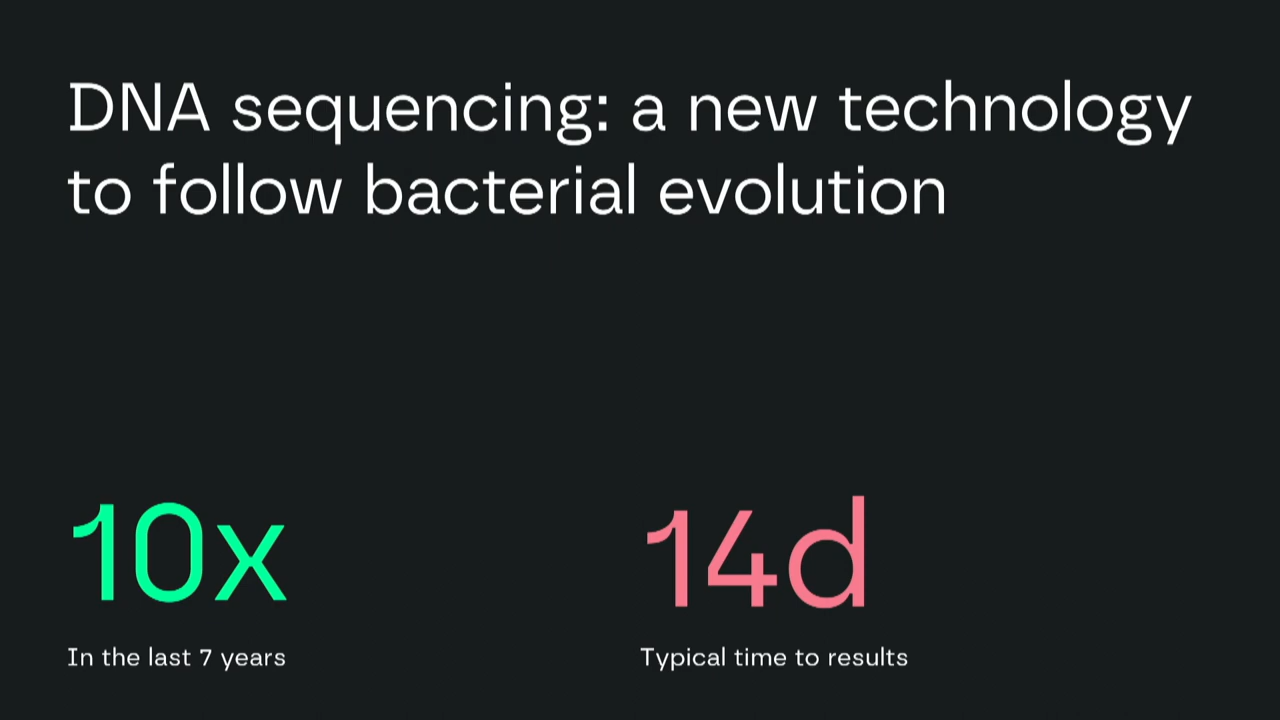 DNA sequencing: a new technology
to follow bacterial evolution
10x
14d
In the last 7 years
Typical time to results